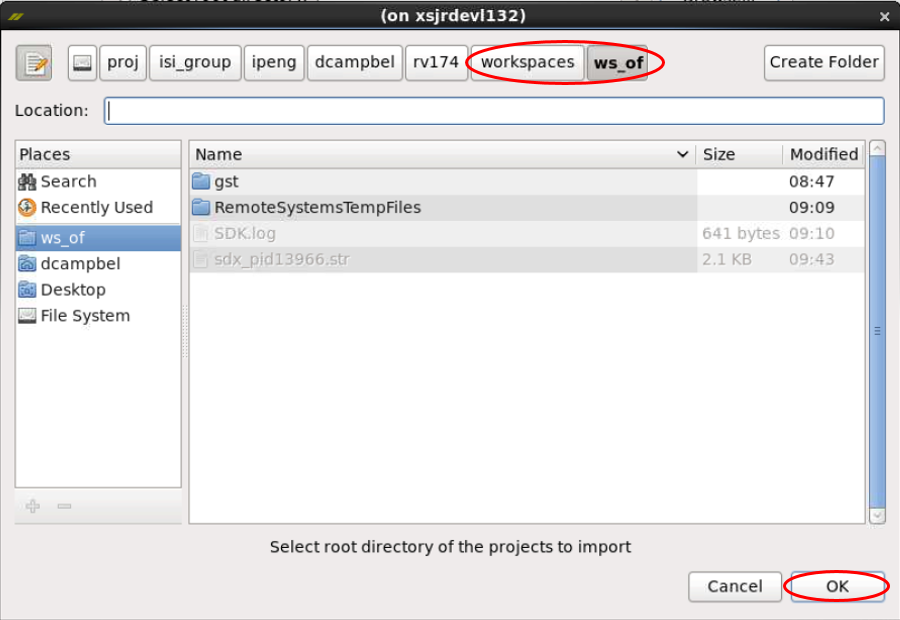 (on xsjrdevl132)
proj isi_group ipeng dcampbel rv174 workspaces ws_of Create Folder
Location:
Places
Search
Recently Used
ws_of
dcampbel
Desktop
File System
Name Size Modified
gst 08:47
RemoteSystemsTempFiles 09:09
SDK.log 641 bytes 09:10
sdx_pid13966.str 2.1 KB 09:43
Select root directory of the projects to import
Cancel OK